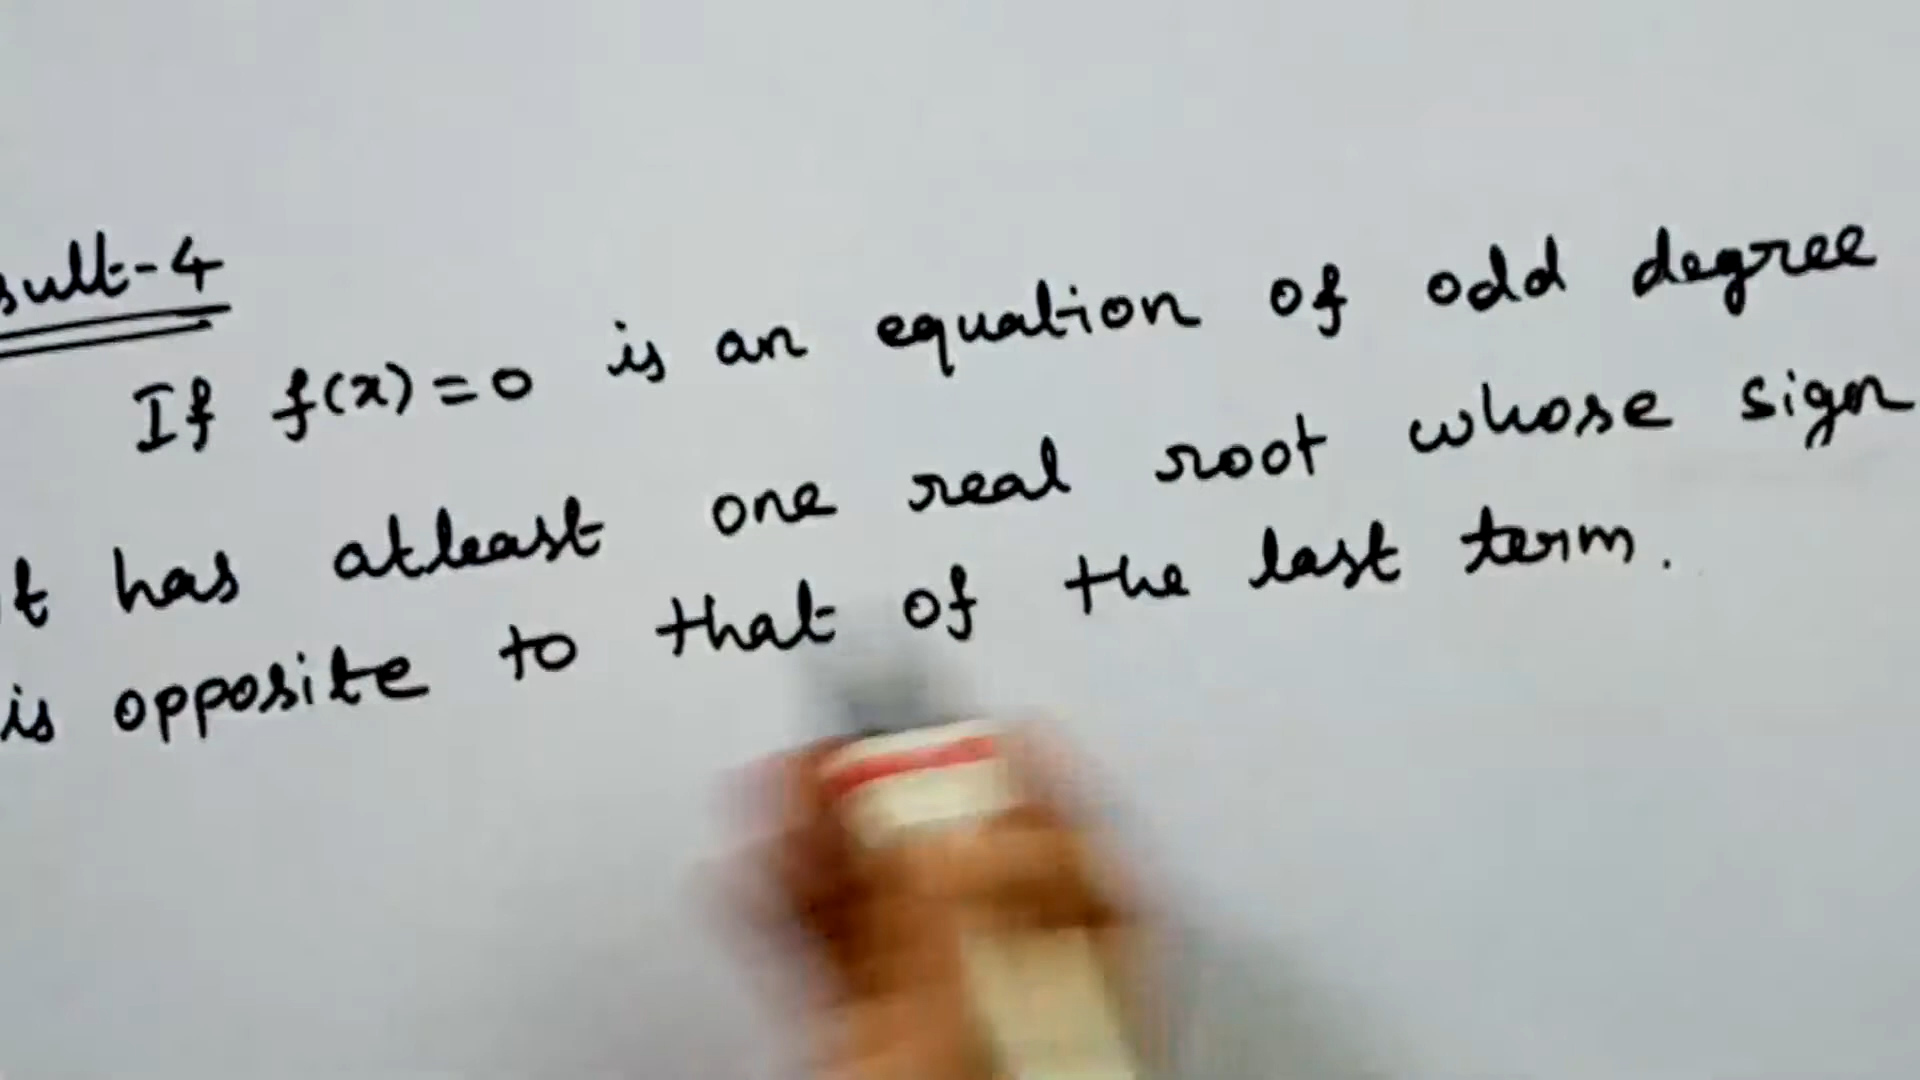 sult-4
If f(x)=0 is an equation of odd degree
t has atleast one real root whose sign
is opposite to that of the last term.